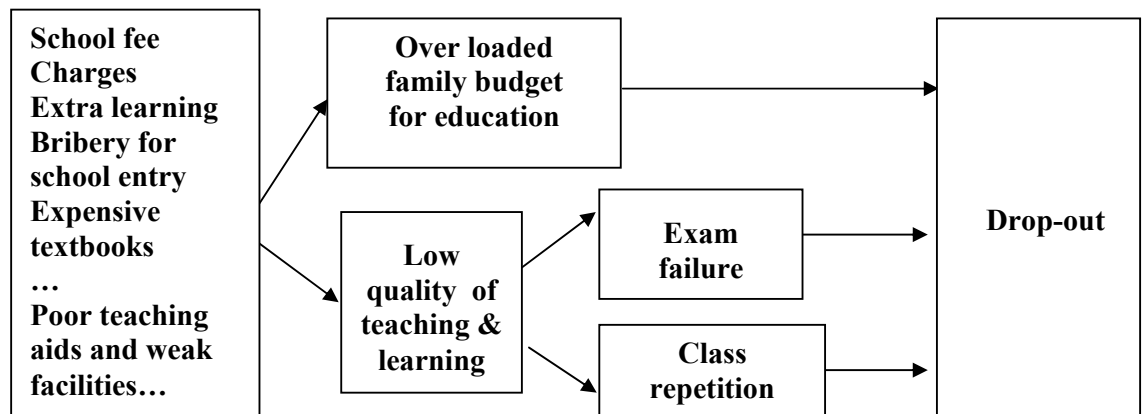 School fee
Charges
Extra learning
Bribery for
school entry
Expensive
textbooks
…
Poor teaching
aids and weak
facilities…
Over loaded
family budget
for education
Low
quality of
teaching &
learning
Exam
failure
Class
repetition
Drop-out